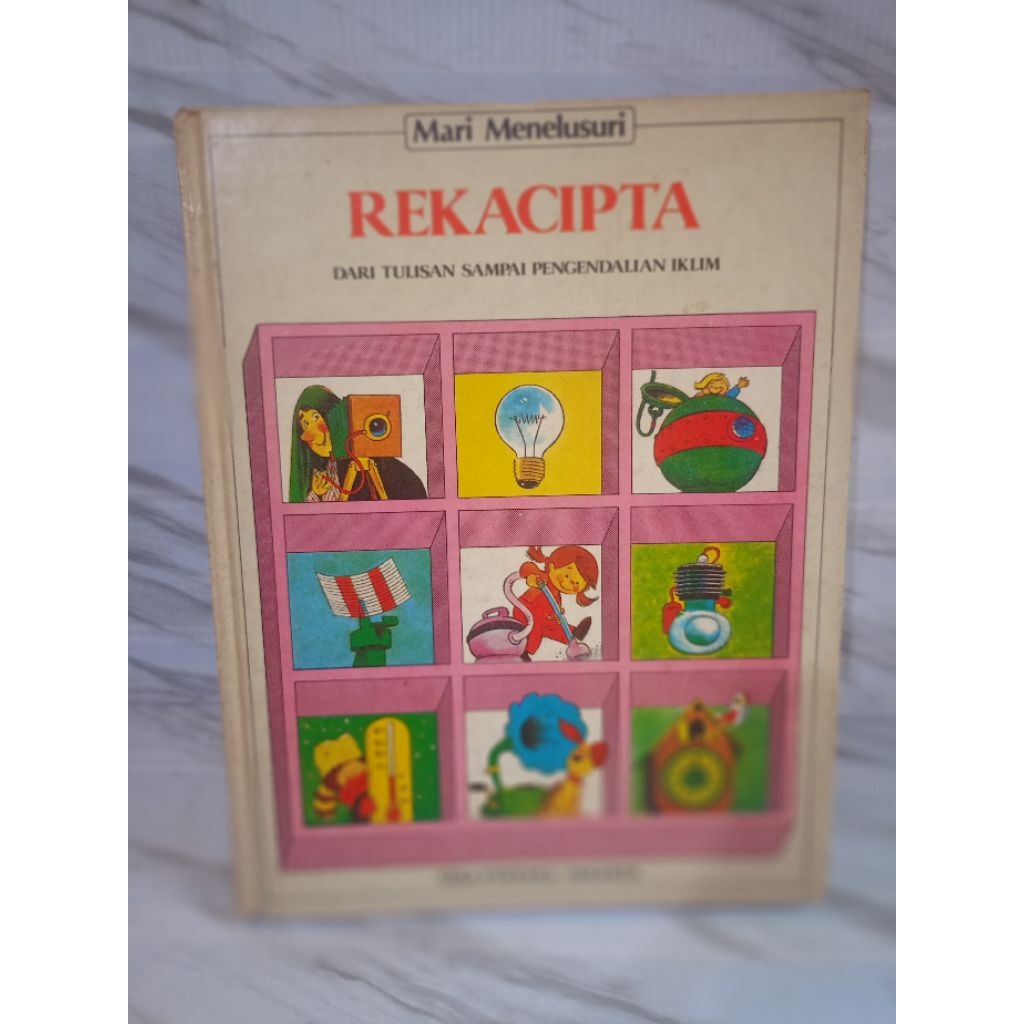 Mari Menelusuri
REKACIPTA
DARI TULISAN SAMPAI PENGENDALIAN IKLIM